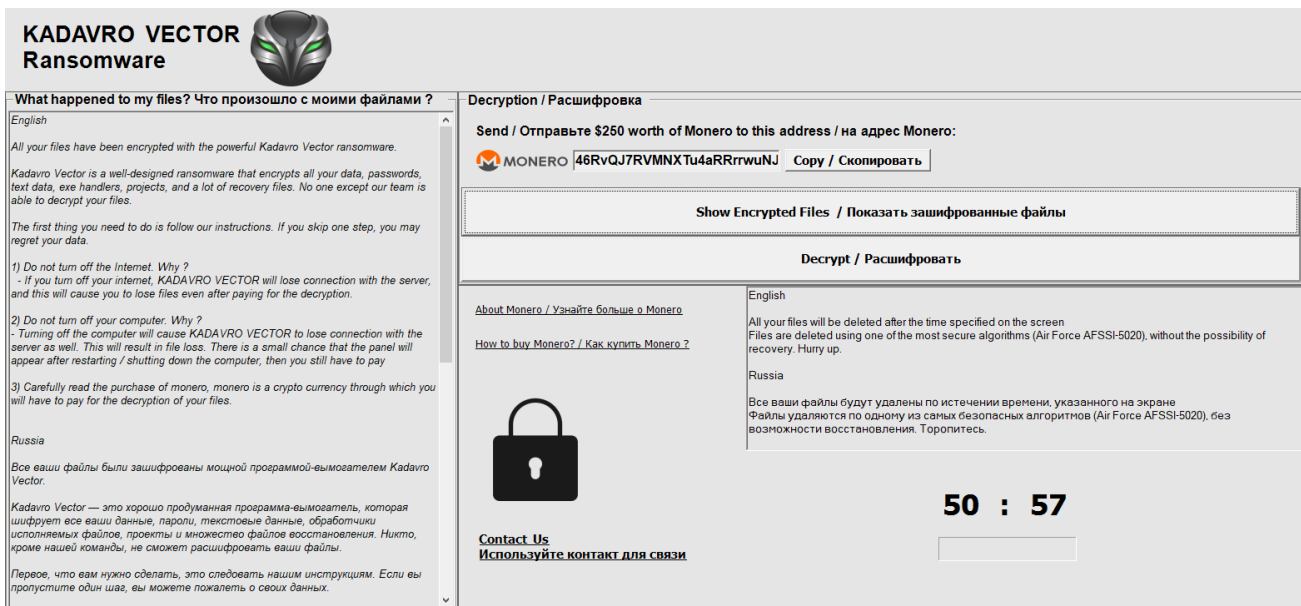 KADAVRO VECTOR
Ransomware
What happened to my files? Что произошло с моими файлами ?
English
All your files have been encrypted with the powerful Kadavro Vector ransomware.
Kadavro Vector is a well-designed ransomware that encrypts all your data, passwords,
text data, exe handlers, projects, and a lot of recovery files. No one except our team is
able to decrypt your files.
The first thing you need to do is follow our instructions. If you skip one step, you may
regret your data.
1) Do not turn off the Internet. Why ?
- If you turn off your internet, KADAVRO VECTOR will lose connection with the server,
and this will cause you to lose files even after paying for the decryption.
2) Do not turn off your computer. Why ?
- Turning off the computer will cause KADAVRO VECTOR to lose connection with the
server as well. This will result in file loss. There is a small chance that the panel will
appear after restarting / shutting down the computer, then you still have to pay
3) Carefully read the purchase of monero, monero is a crypto currency through which you
will have to pay for the decryption of your files.
Russia
Все ваши файлы были зашифрованы мощной программой-вымогателем Kadavro
Vector.
Kadavro Vector — это хорошо продуманная программа-вымогатель, которая
шифрует все ваши данные, пароли, текстовые данные, обработчики
исполняемых файлов, проекты и множество файлов восстановления. Никто,
кроме нашей команды, не сможет расшифровать ваши файлы.
Первое, что вам нужно сделать, это следовать нашим инструкциям. Если вы
пропустите один шаг, вы можете пожалеть о своих данных.
Decryption / Расшифровка
Send / Отправьте $250 worth of Monero to this address / на адрес Monero:
MONERO 46RvQJ7RVMNXTu4aRRrrwuNJ Copy / Скопировать
Show Encrypted Files / Показать зашифрованные файлы
Decrypt / Расшифровать
About Monero / Узнайте больше о Monero
How to buy Monero? / Как купить Monero ?
Contact Us
Используйте контакт для связи
English
All your files will be deleted after the time specified on the screen
Files are deleted using one of the most secure algorithms (Air Force AFSSI-5020), without the possibility of
recovery. Hurry up.
Russia
Все ваши файлы будут удалены по истечении времени, указанного на экране
Файлы удаляются по одному из самых безопасных алгоритмов (Air Force AFSSI-5020), без
возможности восстановления. Торопитесь.
50 : 57